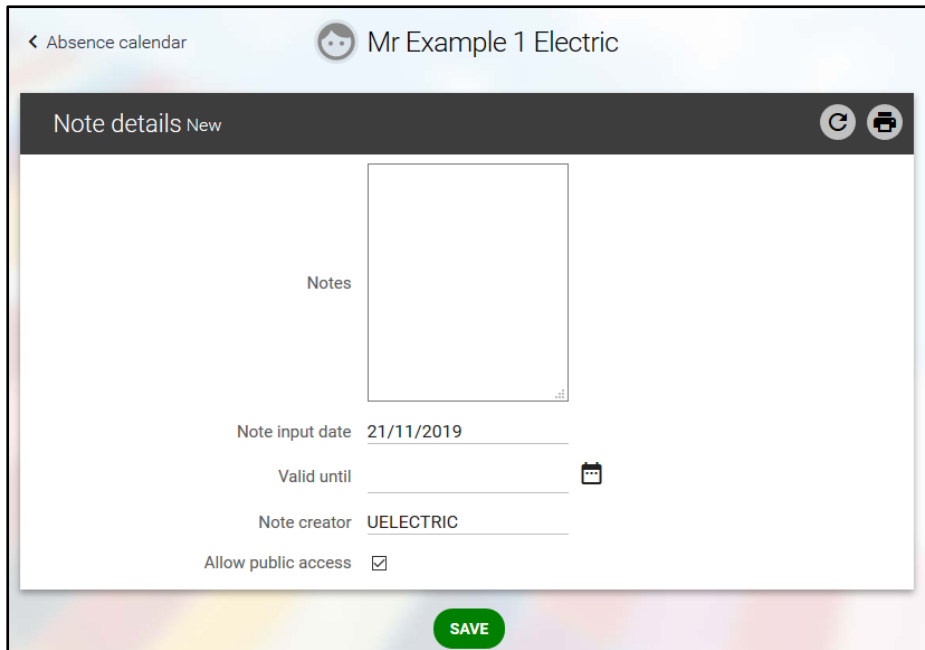 Absence calendar
Mr Example 1 Electric
Note details New
Notes
Note input date 21/11/2019
Valid until
Note creator UELECTRIC
Allow public access
SAVE